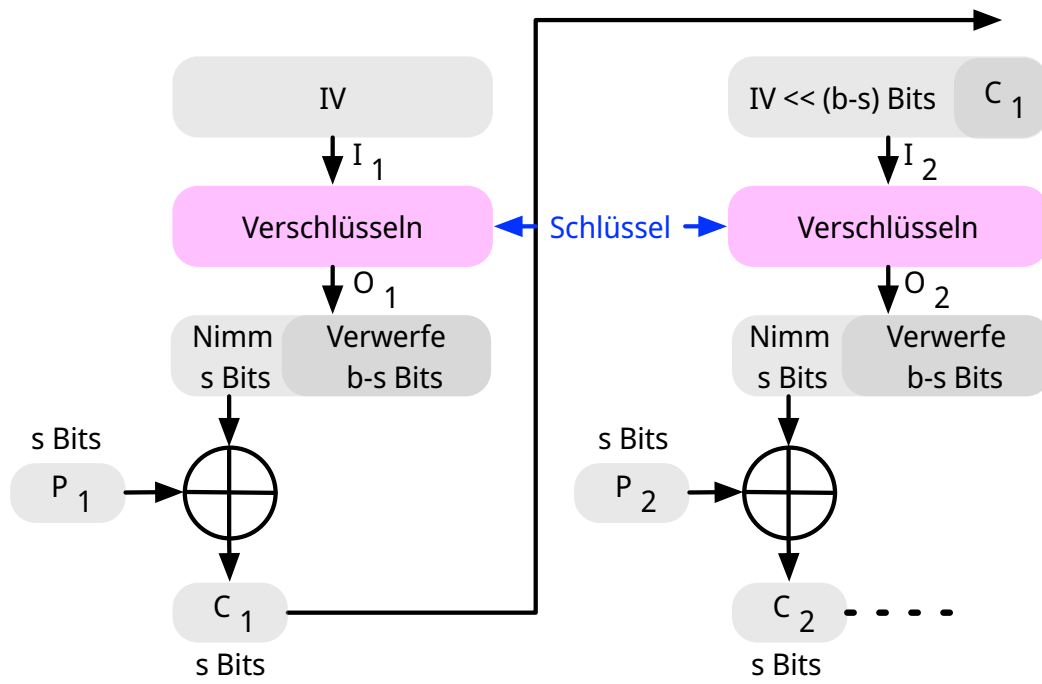 IV
IV << (b-s) Bits
C 1
I 1
I 2
Verschlüsseln
Schlüssel
Verschlüsseln
O 1
O 2
Nimm
s Bits
Verwerfe
b-s Bits
Nimm
s Bits
Verwerfe
b-s Bits
s Bits
P 1
s Bits
P 2
C 1
s Bits
C 2
s Bits